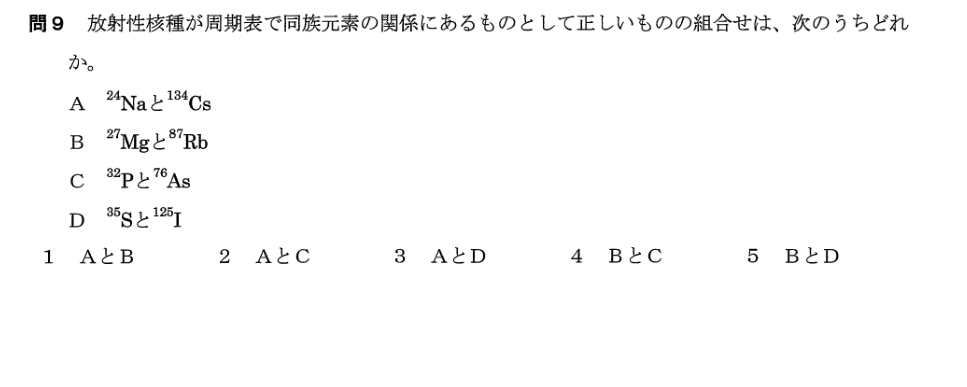 問9　放射性核種が周期表で同族元素の関係にあるものとして正しいものの組合せは、次のうちどれ
か。
A　²⁴Naと¹³⁴Cs
B　²⁷Mgと⁸⁷Rb
C　³²Pと⁷⁶As
D　³⁵Sと¹²⁵I
1　AとB　2　AとC　3　AとD　4　BとC　5　BとD